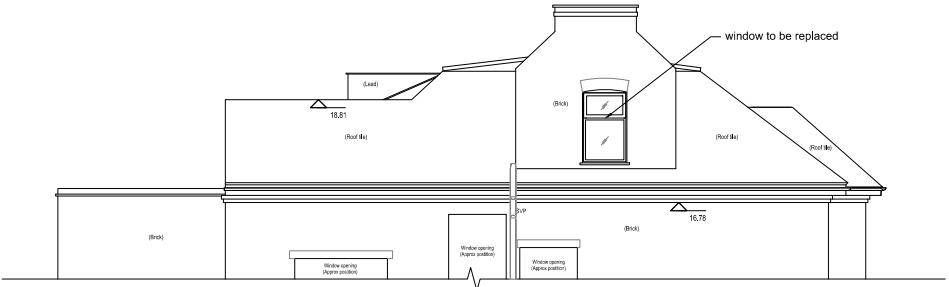 window to be replaced
(Lead)
(Brick)
18.81
(Roof tile)
(Roof tile)
(Roof tile)
SVP
16.78
(Brick)
(Brick)
Window opening
(Approx position)
Window opening
(Approx position)
Window opening
(Approx position)